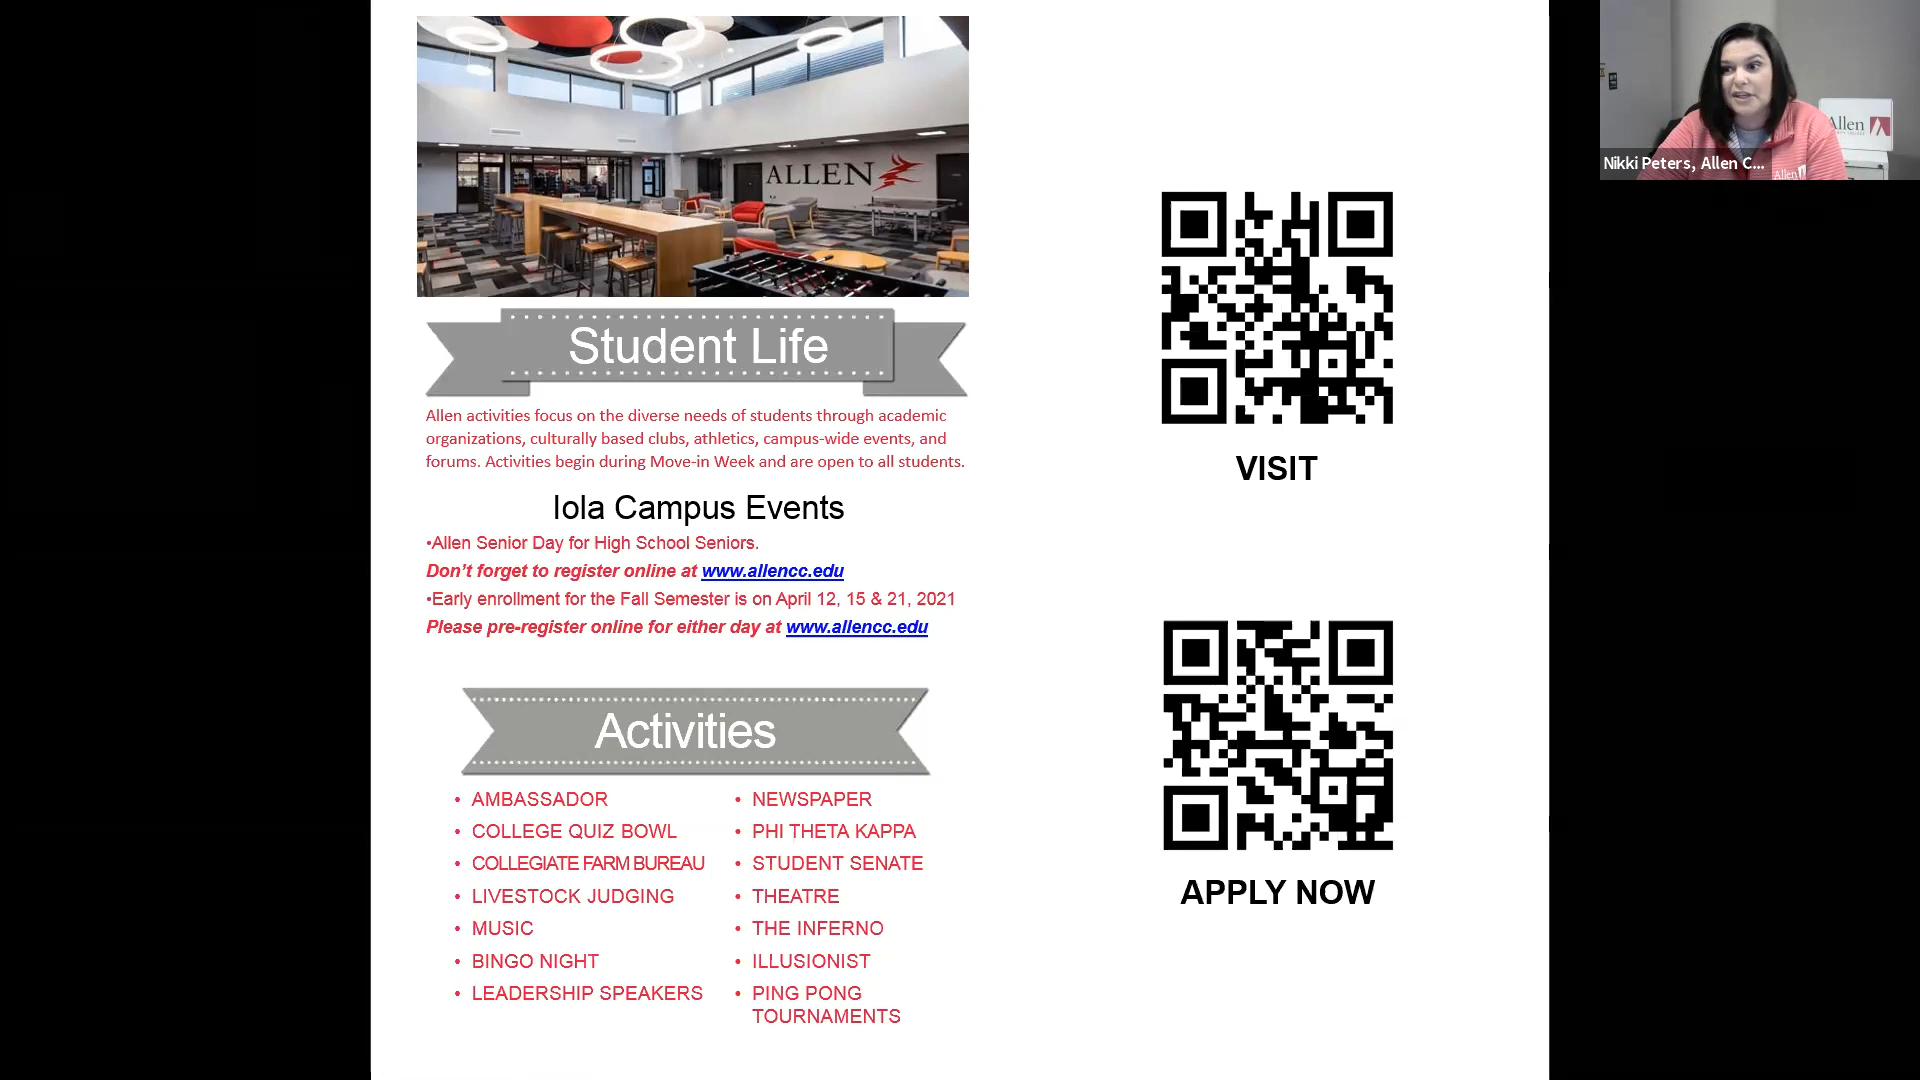 ALLEN
Student Life
Allen activities focus on the diverse needs of students through academic
organizations, culturally based clubs, athletics, campus-wide events, and
forums. Activities begin during Move-in Week and are open to all students.
Iola Campus Events
•Allen Senior Day for High School Seniors.
Don’t forget to register online at www.allencc.edu
•Early enrollment for the Fall Semester is on April 12, 15 & 21, 2021
Please pre-register online for either day at www.allencc.edu
Activities
• AMBASSADOR
• COLLEGE QUIZ BOWL
• COLLEGIATE FARM BUREAU
• LIVESTOCK JUDGING
• MUSIC
• BINGO NIGHT
• LEADERSHIP SPEAKERS
• NEWSPAPER
• PHI THETA KAPPA
• STUDENT SENATE
• THEATRE
• THE INFERNO
• ILLUSIONIST
• PING PONG
TOURNAMENTS
VISIT
APPLY NOW
Allen
Nikki Peters, Allen C...
Allen